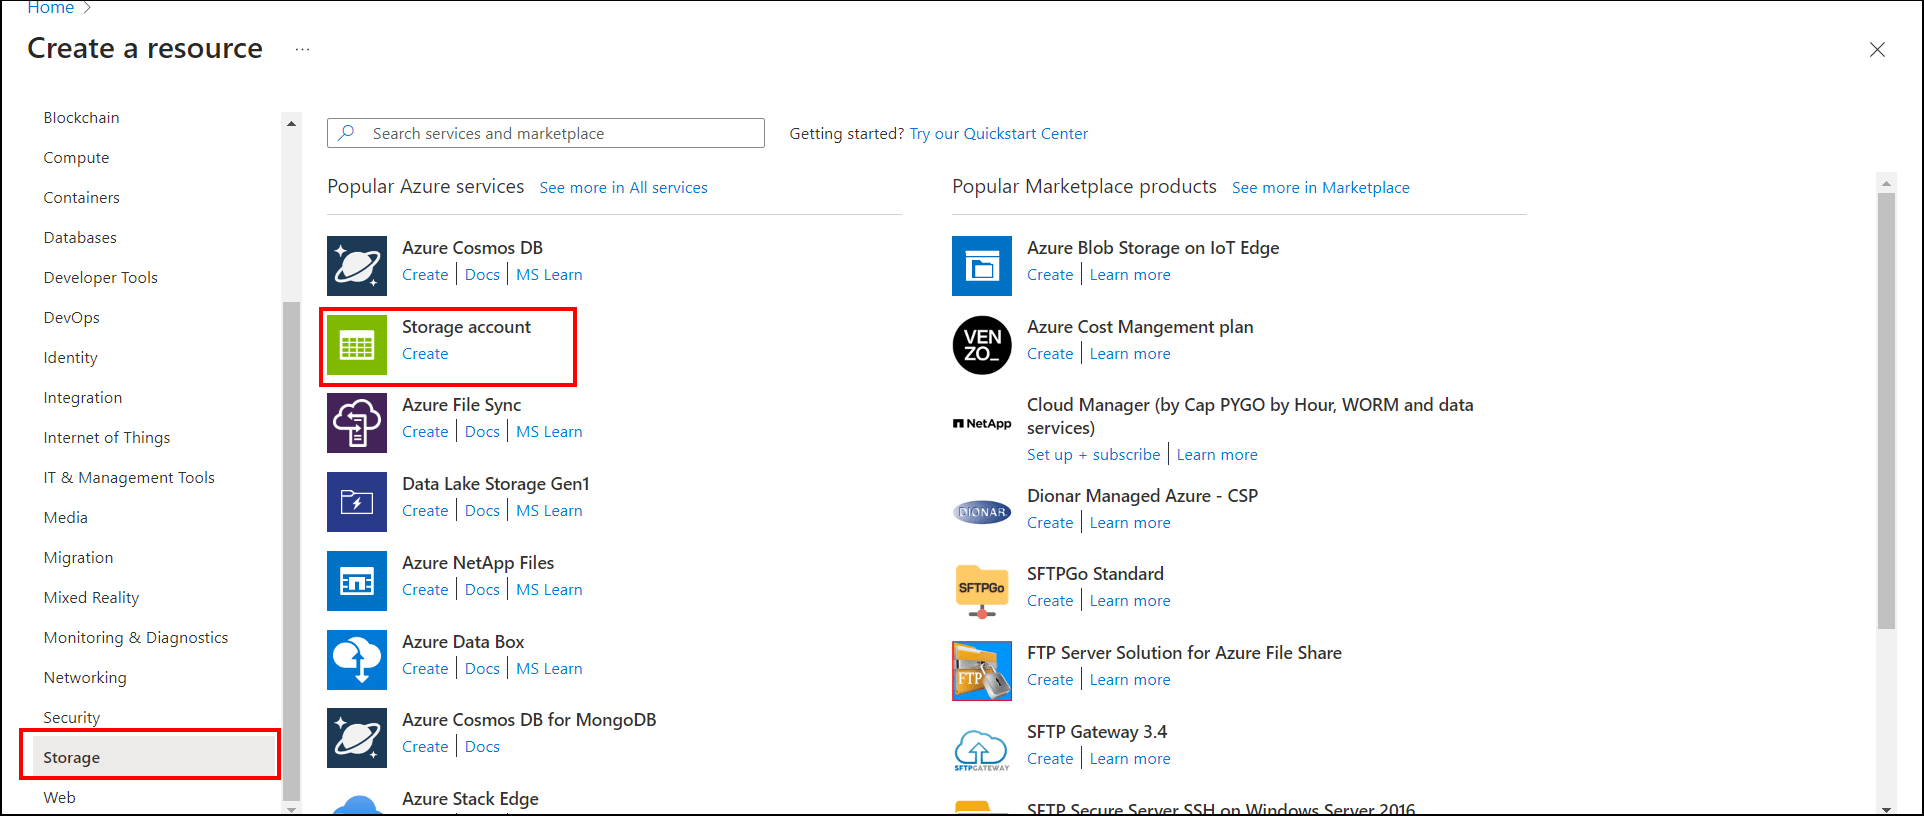 Home
Create a resource ...
Blockchain
Compute
Containers
Databases
Developer Tools
DevOps
Identity
Integration
Internet of Things
IT & Management Tools
Media
Migration
Mixed Reality
Monitoring & Diagnostics
Networking
Security
Storage
Web
Search services and marketplace
Getting started? Try our Quickstart Center
Popular Azure services See more in All services
Azure Cosmos DB
Create | Docs | MS Learn
Storage account
Create
Azure File Sync
Create | Docs | MS Learn
Data Lake Storage Gen1
Create | Docs | MS Learn
Azure NetApp Files
Create | Docs | MS Learn
Azure Data Box
Create | Docs | MS Learn
Azure Cosmos DB for MongoDB
Create | Docs
Azure Stack Edge
Popular Marketplace products See more in Marketplace
Azure Blob Storage on IoT Edge
Create | Learn more
VEN
ZO_
Azure Cost Mangement plan
Create | Learn more
NetApp
Cloud Manager (by Cap PYGO by Hour, WORM and data
services)
Set up + subscribe | Learn more
DIONAR
Dionar Managed Azure - CSP
Create | Learn more
SFTPGo
SFTPGo Standard
Create | Learn more
FTP
FTP Server Solution for Azure File Share
Create | Learn more
SFTPGATEWAY
SFTP Gateway 3.4
Create | Learn more
SFTP Secure Server SSH on Windows Server 2016